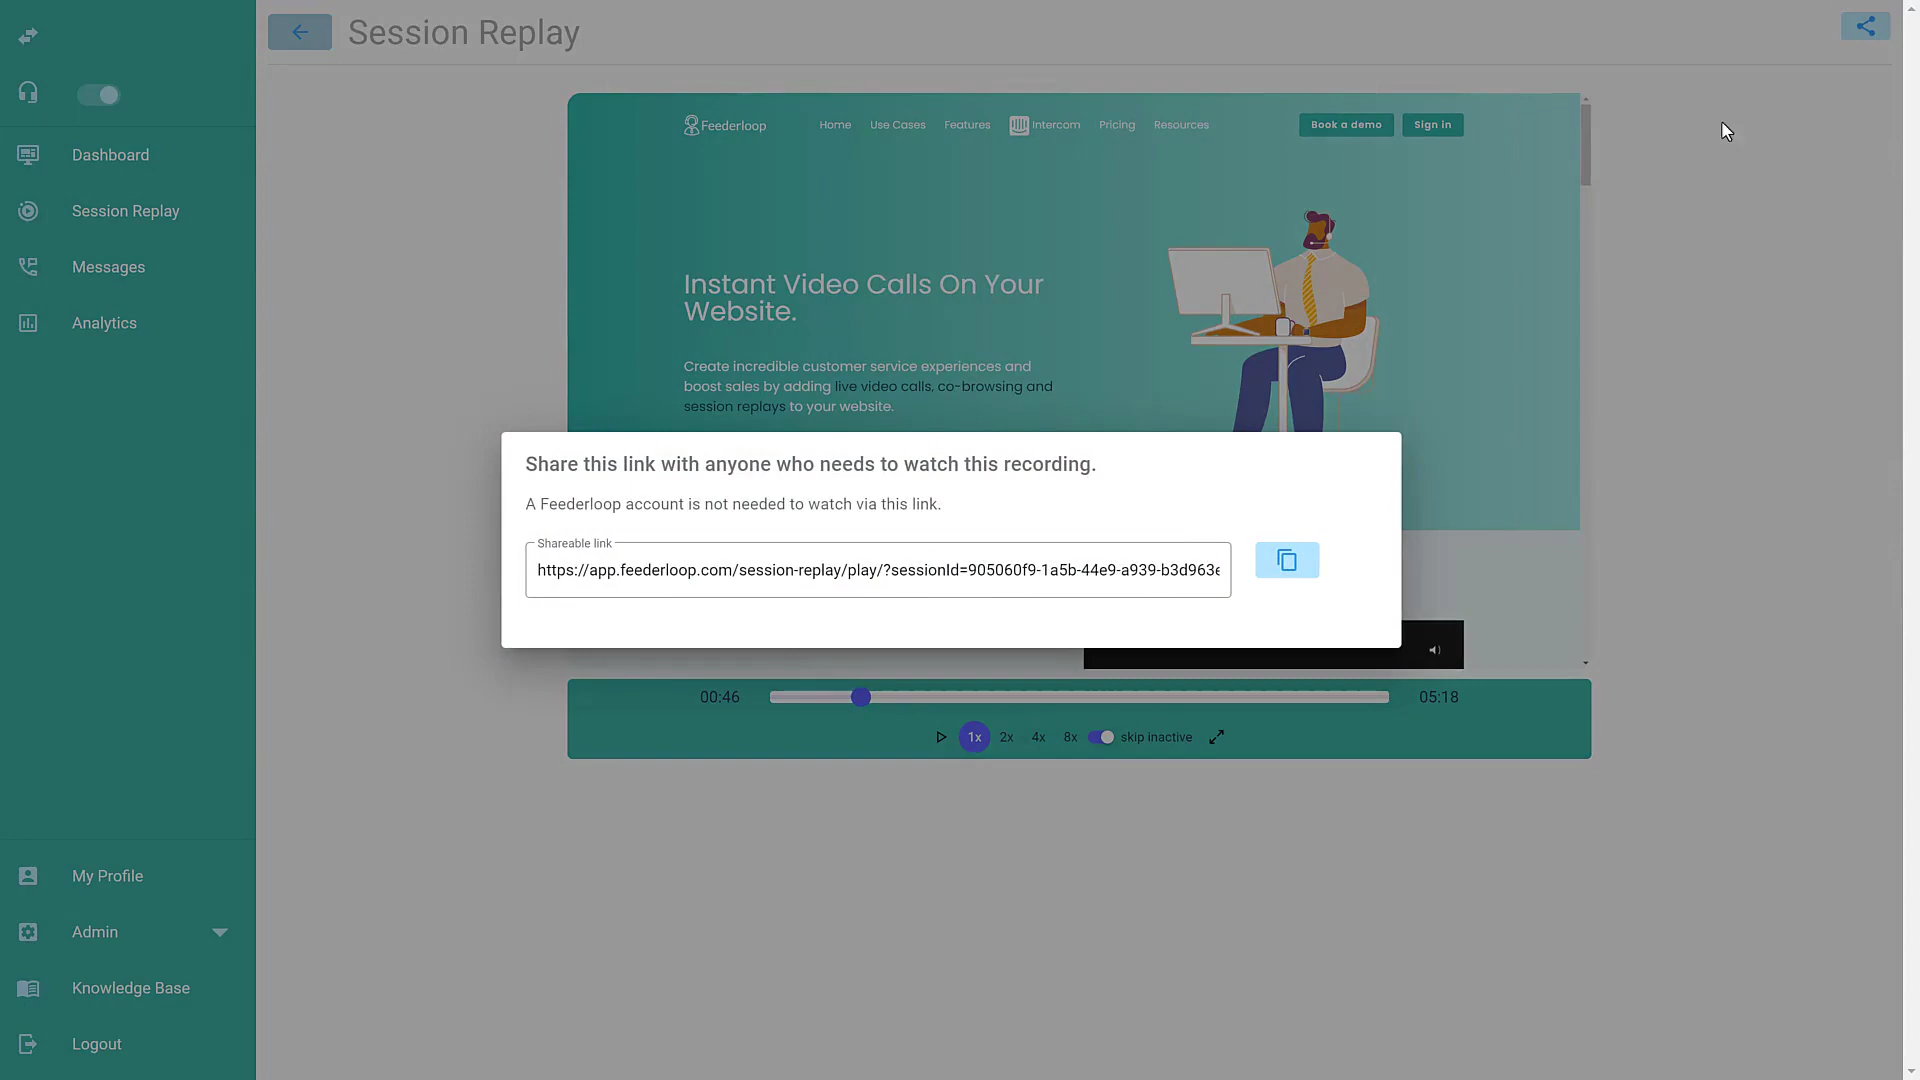 Session Replay
Dashboard
Session Replay
Messages
Analytics
My Profile
Admin
Knowledge Base
Logout
Feederloop
Home
Use Cases
Features
Intercom
Pricing
Resources
Book a demo
Sign in
Instant Video Calls On Your
Website.
Create incredible customer service experiences and
boost sales by adding live video calls, co-browsing and
session replays to your website.
Share this link with anyone who needs to watch this recording.
A Feederloop account is not needed to watch via this link.
Shareable link
https://app.feederloop.com/session-replay/play/?sessionId=905060f9-1a5b-44e9-a939-b3d963e
00:46
05:18
1x
2x
4x
8x
skip inactive